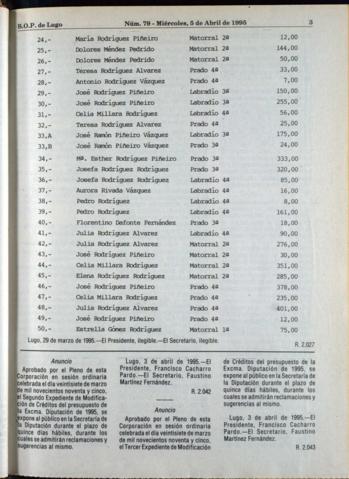 B.O.P. de Lugo Núm. 79 - Miércoles, 5 de Abril de 1995 3
24,- María Rodríguez Piñeiro Matorral 2ª 12,00
25,- Dolores Méndez Pedrido Matorral 2ª 144,00
26,- Dolores Méndez Pedrido Matorral 2ª 50,00
27,- Teresa Rodríguez Alvarez Prado 4ª 33,00
28,- Antonio Rodríguez Vázquez Prado 4ª 7,00
29,- José Rodríguez Piñeiro Labradío 3ª 150,00
30,- José Rodríguez Piñeiro Labradío 3ª 255,00
31,- Celia Millara Rodríguez Labradío 4ª 56,00
32,- Teresa Rodríguez Alvarez Prado 4ª 25,00
33,A José Ramón Piñeiro Vázquez Labradío 3ª 175,00
33,B José Ramón Piñeiro Vázquez Prado 3ª 24,00
34,- Mª. Esther Rodríguez Piñeiro Prado 3ª 333,00
35,- Josefa Rodríguez Rodríguez Prado 3ª 320,00
36,- Josefa Rodríguez Rodríguez Labradío 4ª 85,00
37,- Aurora Rivada Vázquez Labradío 4ª 16,00
38,- Pedro Rodríguez Labradío 4ª 8,00
39,- Pedro Rodríguez Labradío 4ª 161,00
40,- Florentino Defonte Fernández Prado 3ª 18,00
41,- Julia Rodríguez Alvarez Labradío 4ª 90,00
42,- Julia Rodríguez Alvarez Matorral 2ª 276,00
43,- José Rodríguez Piñeiro Matorral 2ª 30,00
44,- Celia Millara Rodríguez Matorral 2ª 351,00
45,- Elena Rodríguez Rodríguez Matorral 2ª 285,00
46,- José Rodríguez Piñeiro Prado 4ª 378,00
47,- Celia Millara Rodríguez Prado 4ª 235,00
48,- Julia Rodríguez Alvarez Prado 4ª 401,00
49,- José Rodríguez Piñeiro Prado 4ª 12,00
50,- Estrella Gómez Rodríguez Matorral 1ª 75,00
Lugo, 29 de marzo de 1995.—El Presidente, ilegible.—El Secretario, ilegible.
R. 2.027
Anuncio
Aprobado por el Pleno de esta
Corporación en sesión ordinaria
celebrada el día veintisiete de marzo
de mil novecientos noventa y cinco,
el Segundo Expediente de Modifica-
ción de Créditos del presupuesto de
la Excma. Diputación de 1995, se
expone al público en la Secretaría de
la Diputación durante el plazo de
quince días hábiles, durante los
cuales se admitirán reclamaciones y
sugerencias al mismo.
Lugo, 3 de abril de 1995.—El
Presidente, Francisco Cacharro
Pardo.—El Secretario, Faustino
Martínez Fernández.
R. 2.042
Anuncio
Aprobado por el Pleno de esta
Corporación en sesión ordinaria
celebrada el día veintisiete de marzo
de mil novecientos noventa y cinco,
el Tercer Expediente de Modificación
de Créditos del presupuesto de la
Excma. Diputación de 1995, se
expone al público en la Secretaría de
la Diputación durante el plazo de
quince días hábiles, durante los
cuales se admitirán reclamaciones y
sugerencias al mismo.
Lugo, 3 de abril de 1995.—El
Presidente, Francisco Cacharro
Pardo.—El Secretario, Faustino
Martínez Fernández.
R. 2.043